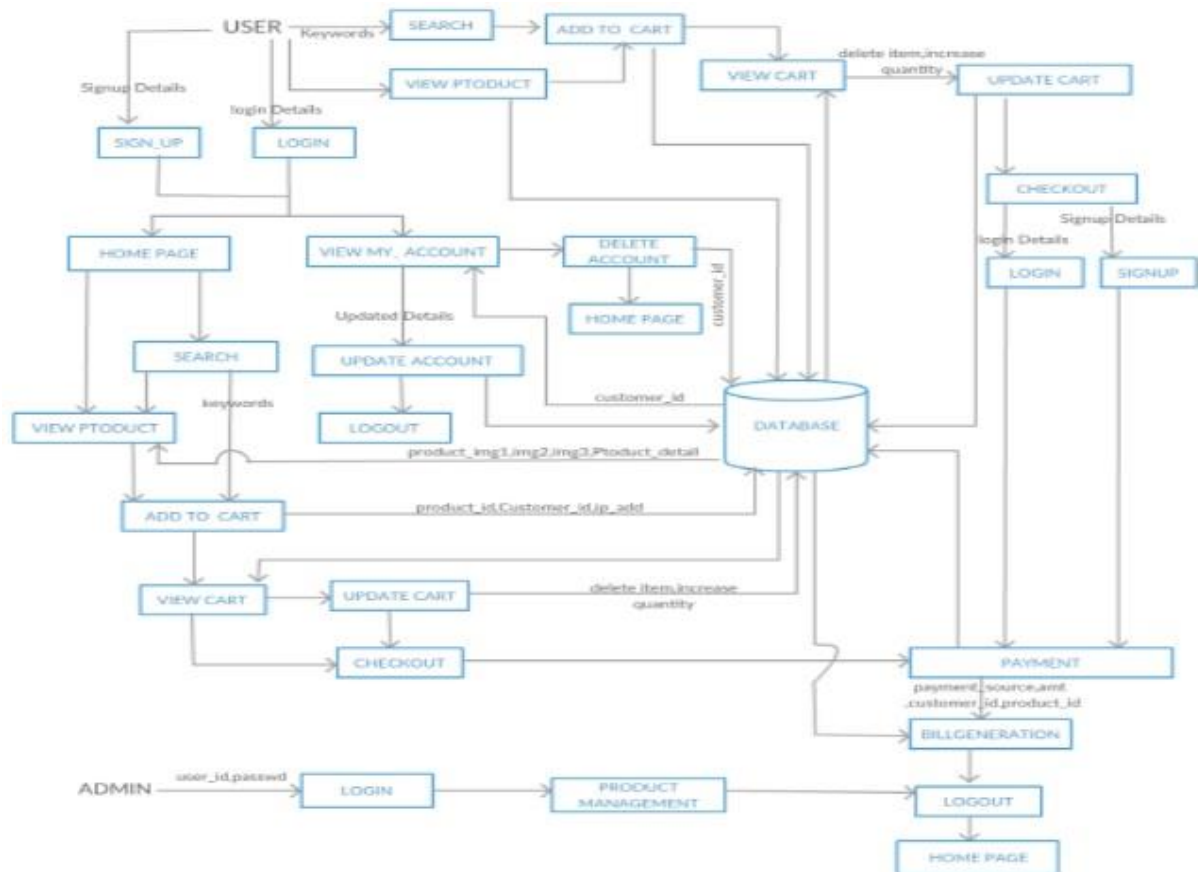 USER
Keywords
SEARCH
ADD TO CART
delete item,increase
quantity
VIEW PTODUCT
VIEW CART
UPDATE CART
Signup Details
login Details
SIGN_UP
LOGIN
CHECKOUT
Signup Details
login Details
HOME PAGE
VIEW MY_ ACCOUNT
DELETE
ACCOUNT
LOGIN
SIGNUP
customer_id
HOME PAGE
Updated Details
SEARCH
UPDATE ACCOUNT
keywords
customer_id
VIEW PTODUCT
LOGOUT
DATABASE
product_img1,img2,img3,Ptoduct_detail
ADD TO CART
product_id,Customer_id,ip_add
VIEW CART
UPDATE CART
delete item,increase
quantity
CHECKOUT
PAYMENT
payment_source,amt
,customer_id,product_id
BILLGENERATION
ADMIN
user_id,passwd
LOGIN
PRODUCT
MANAGEMENT
LOGOUT
HOME PAGE